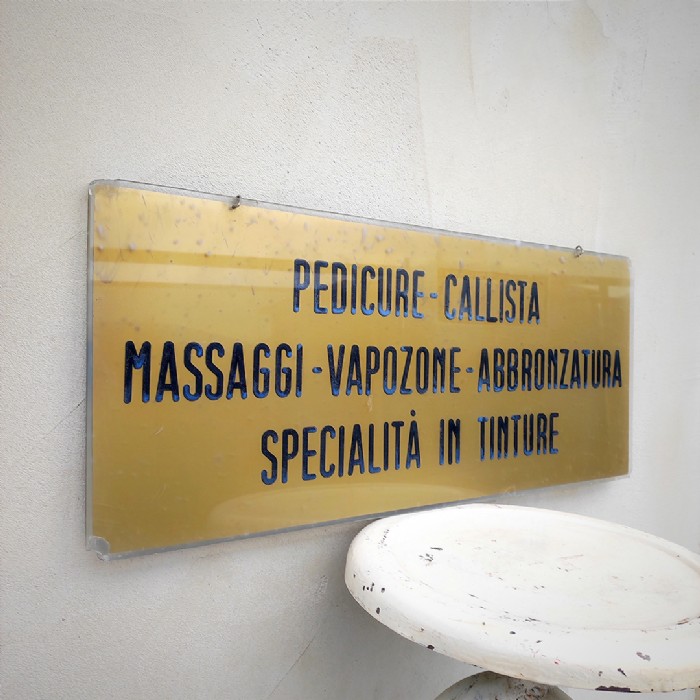 PEDICURE-CALLISTA
MASSAGGI-VAPOZONE-ABBRONZATURA
SPECIALITÀ IN TINTURE